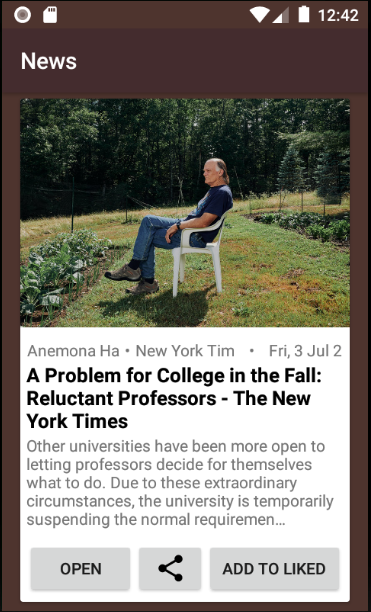 12:42
News
Anemona Ha • New York Tim • Fri, 3 Jul 2
A Problem for College in the Fall:
Reluctant Professors - The New
York Times
Other universities have been more open to
letting professors decide for themselves
what to do. Due to these extraordinary
circumstances, the university is temporarily
suspending the normal requiremen…
OPEN ADD TO LIKED